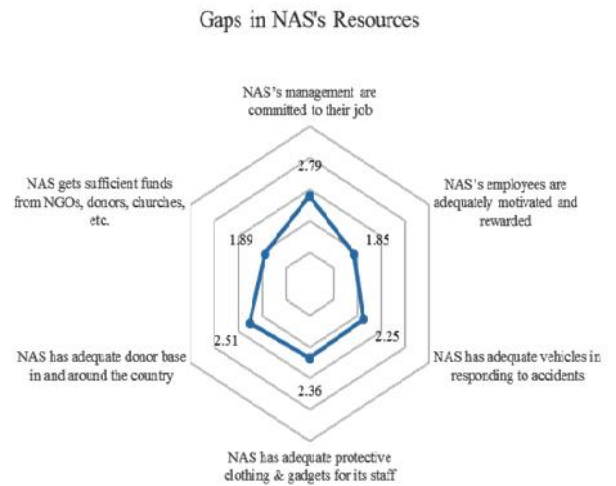 Gaps in NAS's Resources
NAS's management are
committed to their job
2.79
NAS gets sufficient funds
from NGOs, donors, churches,
etc.
NAS's employees are
adequately motivated and
rewarded
1.89
1.85
2.51
2.25
NAS has adequate donor base
in and around the country
NAS has adequate vehicles in
responding to accidents
2.36
NAS has adequate protective
clothing & gadgets for its staff